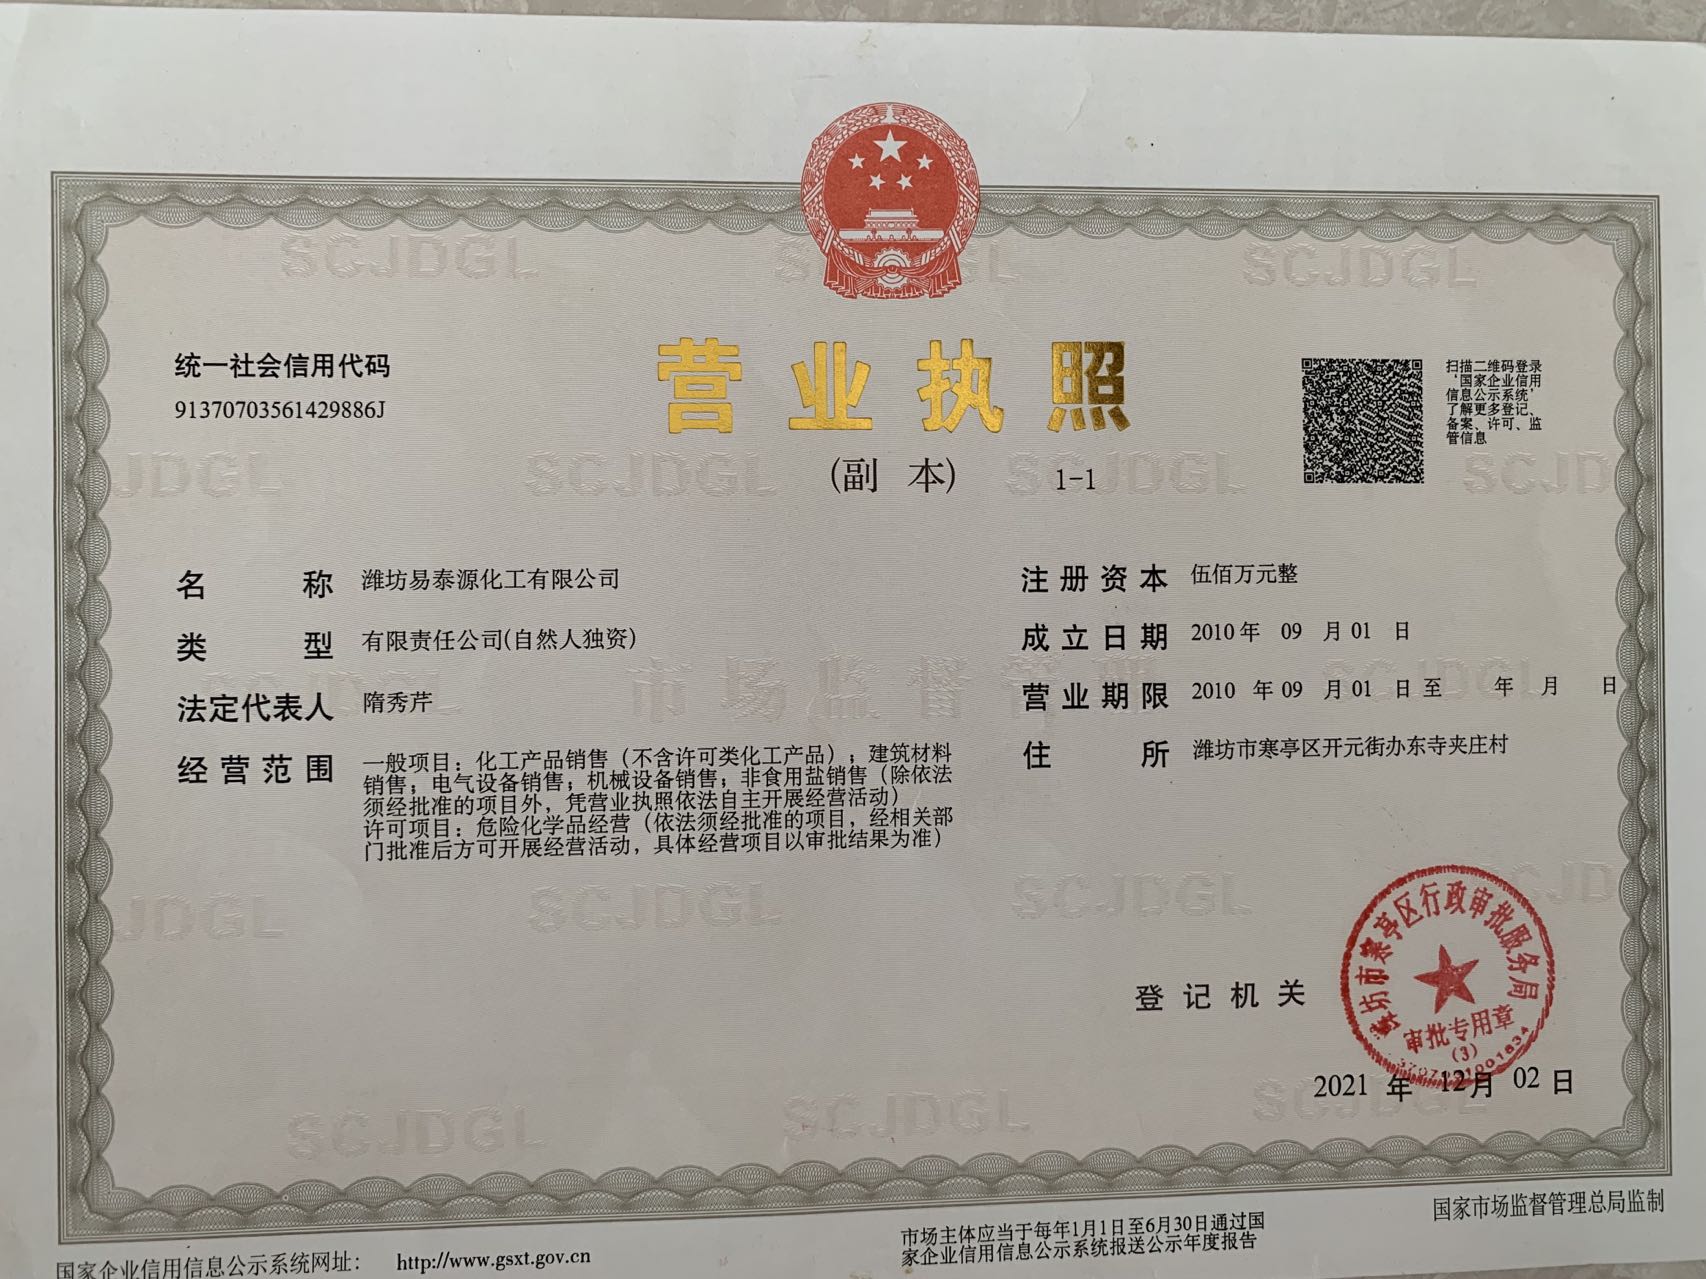 统一社会信用代码
91370703561429886J
营业执照
(副 本) 1-1
扫描二维码登录
‘国家企业信用
信息公示系统’
了解更多登记、
备案、许可、监
管信息
名 称 潍坊易泰源化工有限公司
类 型 有限责任公司(自然人独资)
法定代表人 隋秀芹
经营范围 一般项目：化工产品销售（不含许可类化工产品）；建筑材料
销售；电气设备销售；机械设备销售；非食用盐销售（除依法
须经批准的项目外，凭营业执照依法自主开展经营活动）
许可项目：危险化学品经营（依法须经批准的项目，经相关部
门批准后方可开展经营活动，具体经营项目以审批结果为准）
注册资本 伍佰万元整
成立日期 2010年 09 月01 日
营业期限 2010 年09 月01 日至 年 月 日
住 所 潍坊市寒亭区开元街办东寺夹庄村
登记机关
潍坊市寒亭区行政审批服务局
审批专用章
(3)
2021 年 12月 02 日
SCJDGL
市场监督管理
国家企业信用信息公示系统网址： http://www.gsxt.gov.cn
市场主体应当于每年1月1日至6月30日通过国
家企业信用信息公示系统报送公示年度报告
国家市场监督管理总局监制